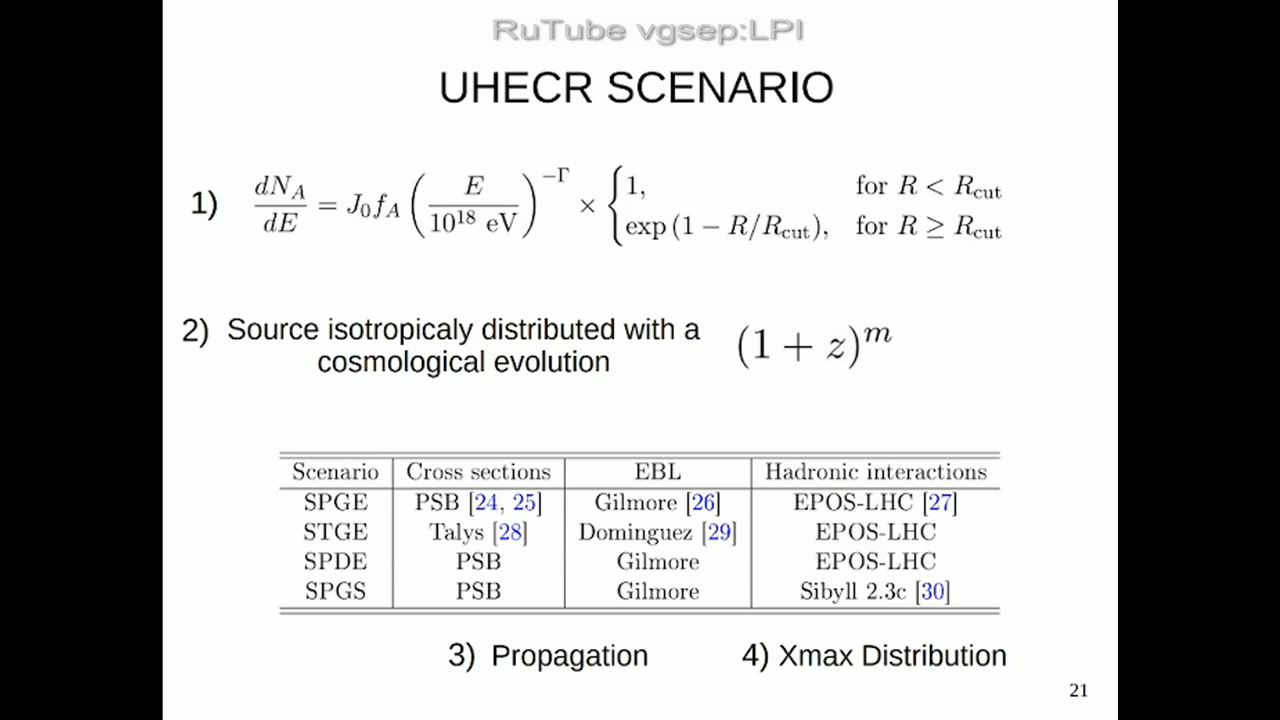 RuTube vgsep:LPI
UHECR SCENARIO
1) dN_A/dE = J_0 f_A (E / 10^18 eV)^−Γ × { 1, for R < R_cut
exp (1 − R/R_cut), for R ≥ R_cut
2) Source isotropicaly distributed with a (1 + z)^m
cosmological evolution
Scenario Cross sections EBL Hadronic interactions
SPGE PSB [24, 25] Gilmore [26] EPOS-LHC [27]
STGE Talys [28] Dominguez [29] EPOS-LHC
SPDE PSB Gilmore EPOS-LHC
SPGS PSB Gilmore Sibyll 2.3c [30]
3) Propagation 4) Xmax Distribution
21